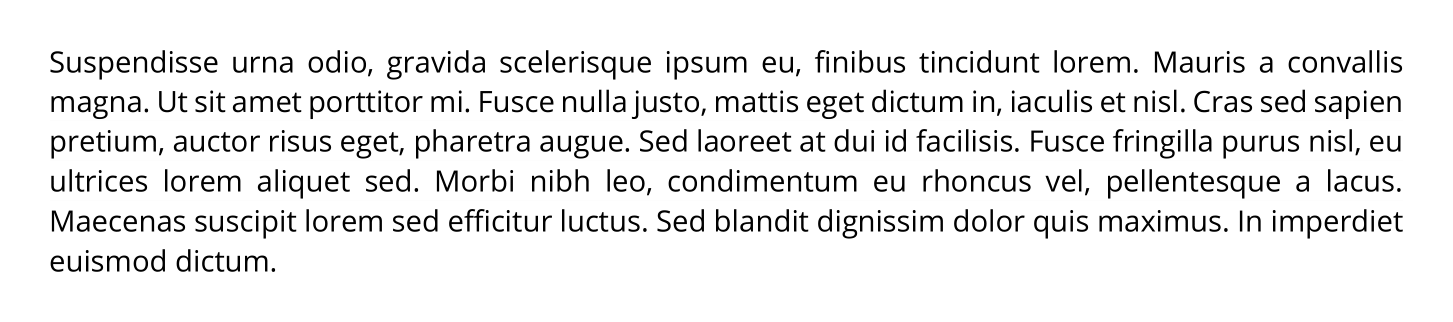 Suspendisse urna odio, gravida scelerisque ipsum eu, finibus tincidunt lorem. Mauris a convallis
magna. Ut sit amet porttitor mi. Fusce nulla justo, mattis eget dictum in, iaculis et nisl. Cras sed sapien
pretium, auctor risus eget, pharetra augue. Sed laoreet at dui id facilisis. Fusce fringilla purus nisl, eu
ultrices lorem aliquet sed. Morbi nibh leo, condimentum eu rhoncus vel, pellentesque a lacus.
Maecenas suscipit lorem sed efficitur luctus. Sed blandit dignissim dolor quis maximus. In imperdiet
euismod dictum.